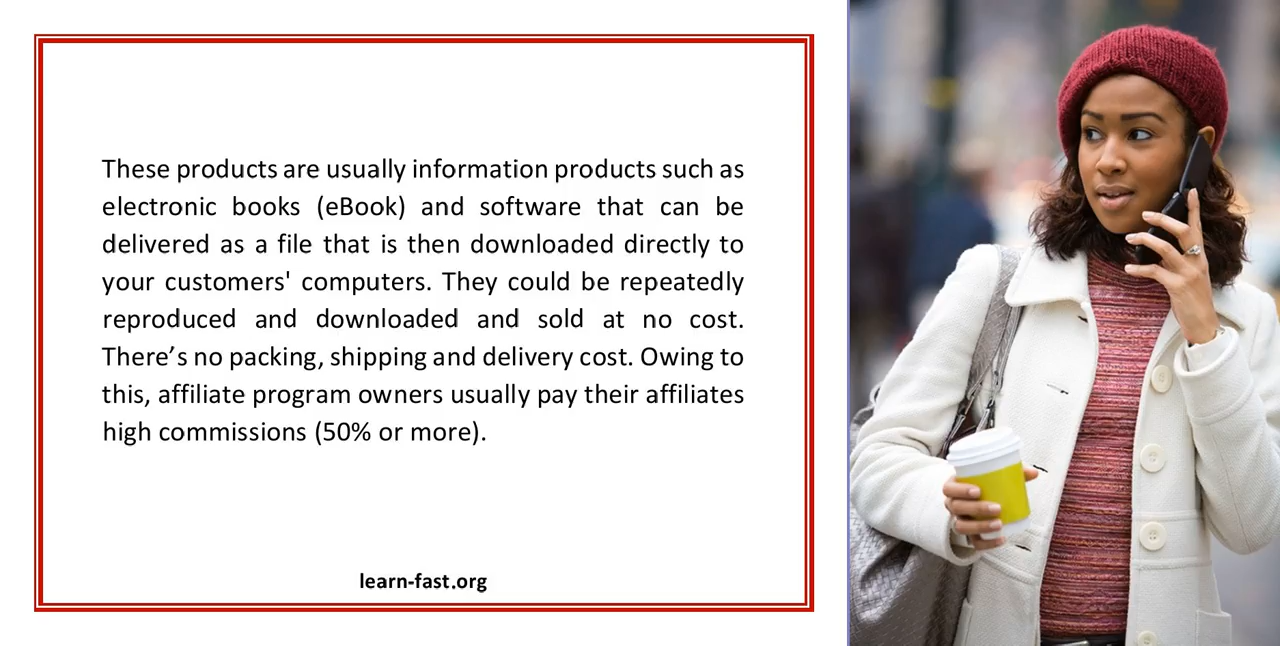 These products are usually information products such as
electronic books (eBook) and software that can be
delivered as a file that is then downloaded directly to
your customers' computers. They could be repeatedly
reproduced and downloaded and sold at no cost.
There’s no packing, shipping and delivery cost. Owing to
this, affiliate program owners usually pay their affiliates
high commissions (50% or more).
learn-fast.org